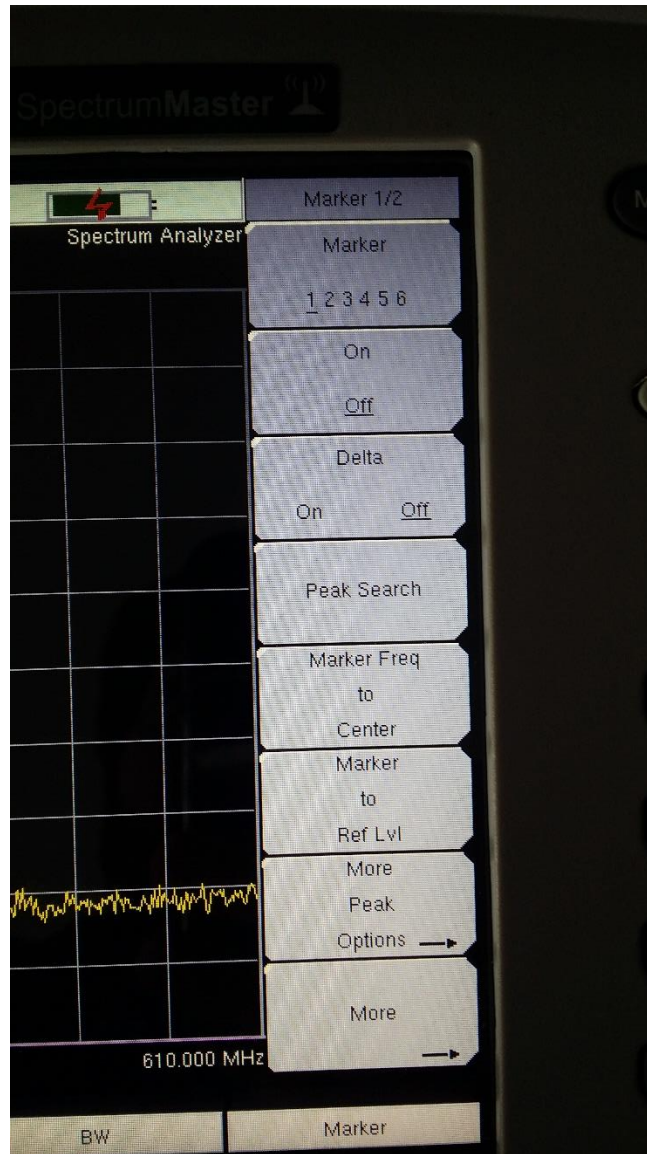 SpectrumMaster
Marker 1/2
Spectrum Analyzer
Marker
1 2 3 4 5 6
On
Off
Delta
On Off
Peak Search
Marker Freq
to
Center
Marker
to
Ref Lvl
More
Peak
Options
More
610.000 MHz
BW
Marker
M